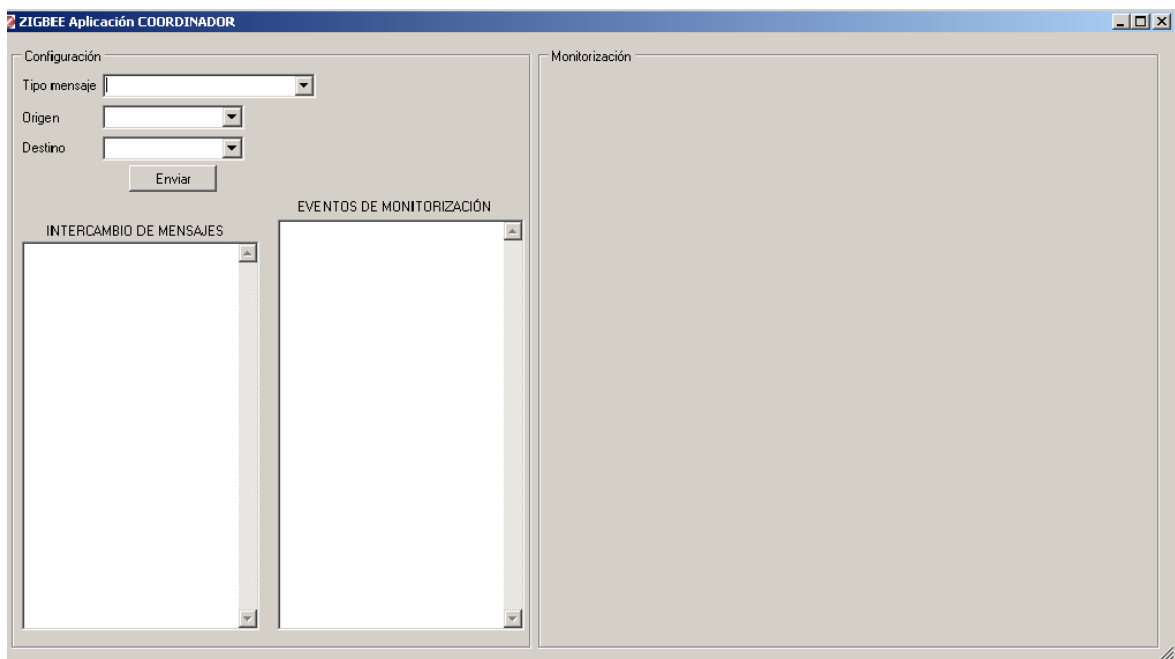 ZIGBEE Aplicación COORDINADOR
Configuración
Tipo mensaje
Origen
Destino
Enviar
INTERCAMBIO DE MENSAJES
EVENTOS DE MONITORIZACIÓN
Monitorización